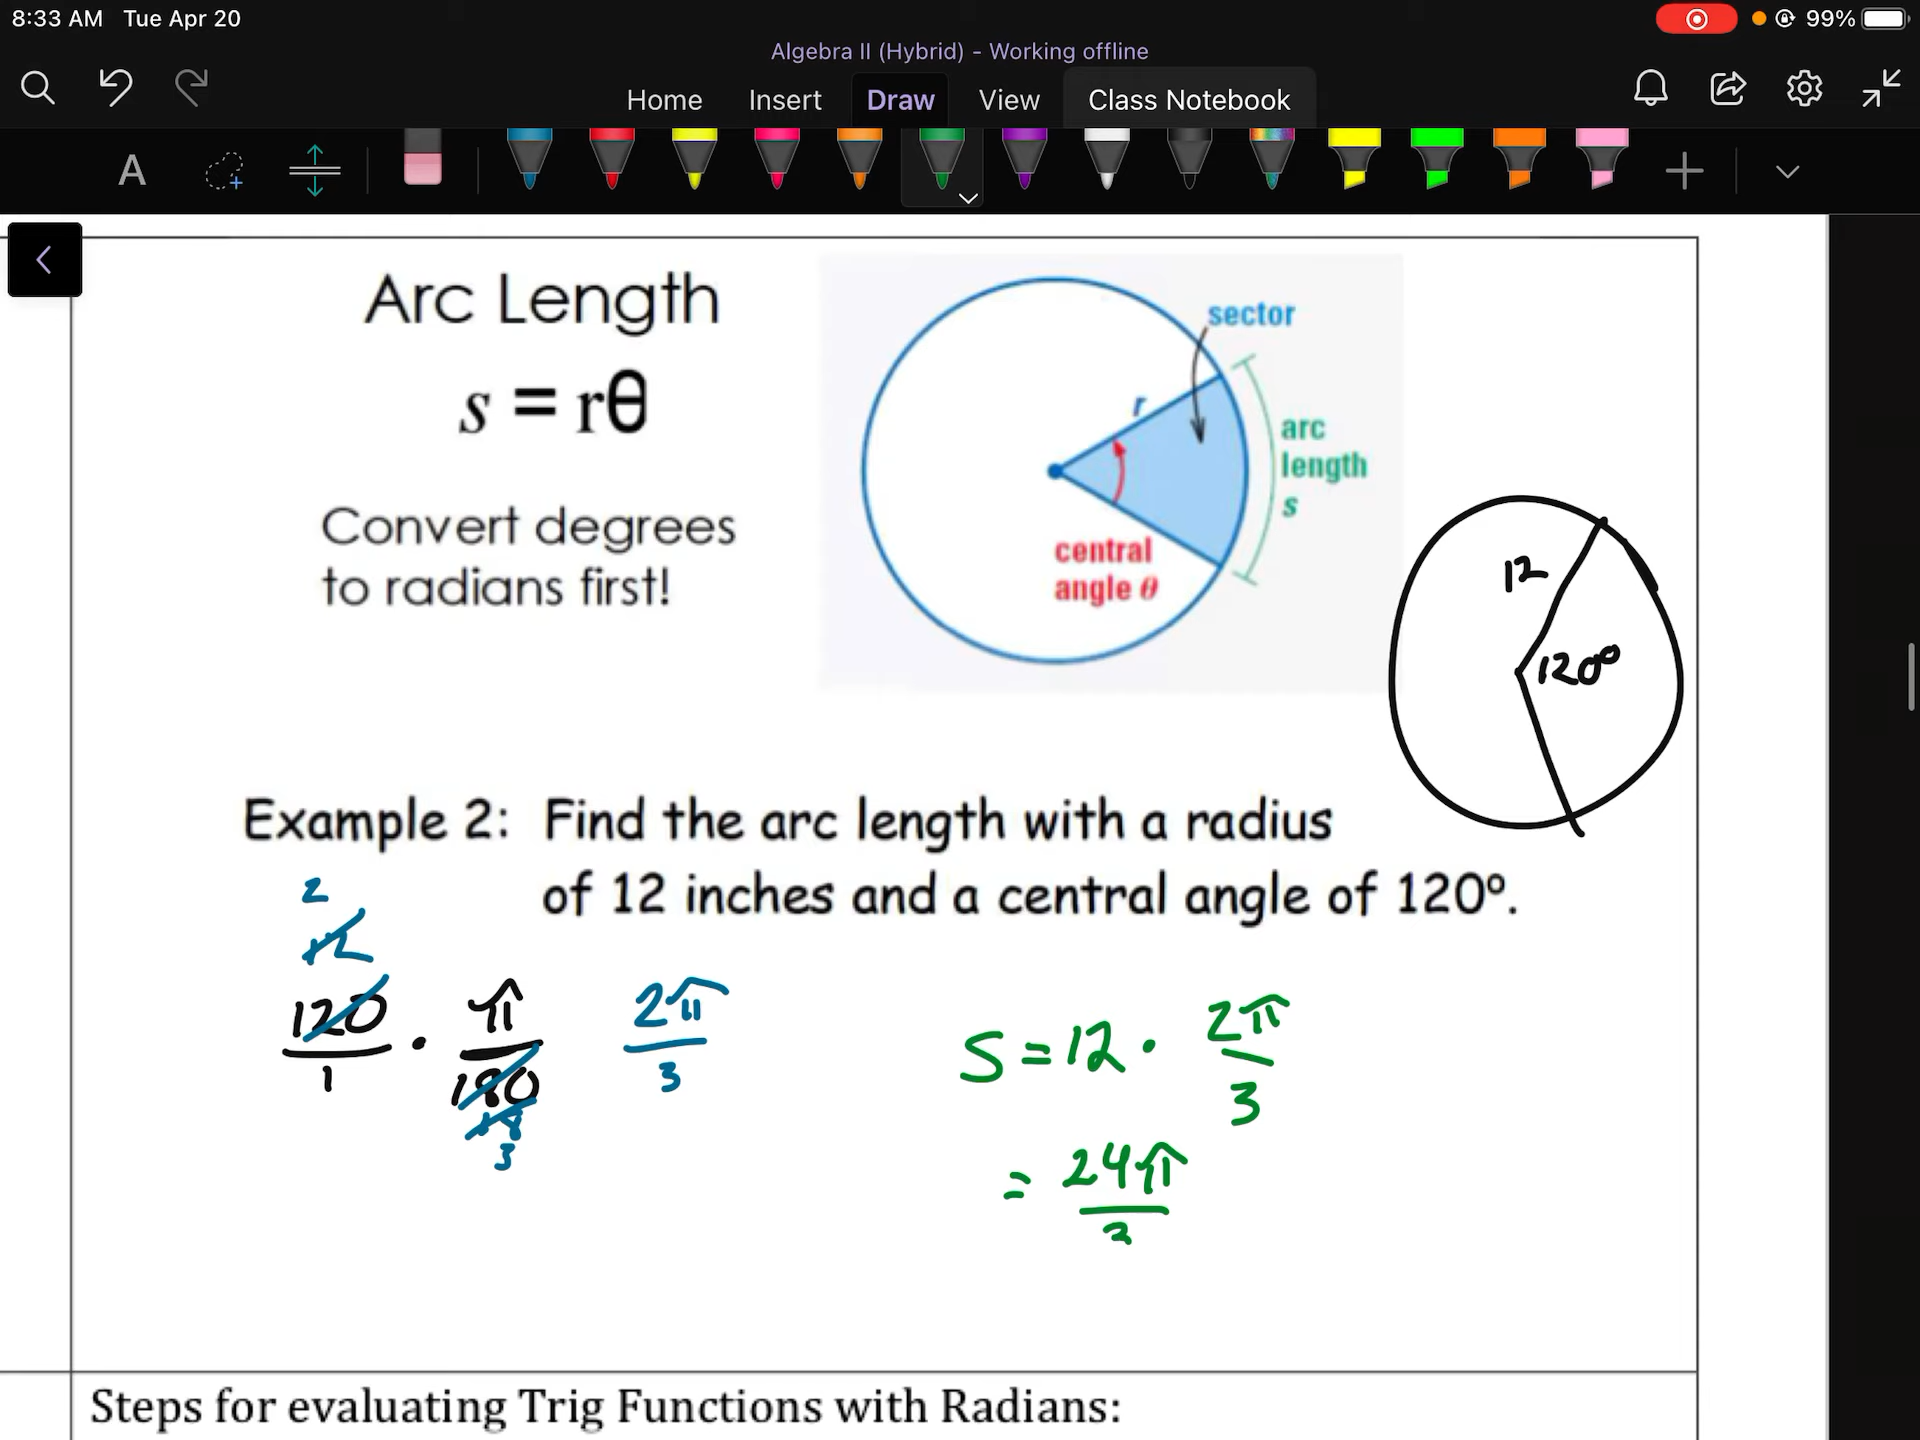 8:33 AM Tue Apr 20
99%
Algebra II (Hybrid) - Working offline
Home Insert Draw View Class Notebook
A
Arc Length
s = rθ
Convert degrees
to radians first!
sector
r
arc
length
s
central
angle θ
12
120°
Example 2: Find the arc length with a radius
of 12 inches and a central angle of 120º.
2
12
120/1 · π/180
18
3
2π/3
S = 12 · 2π/3
= 24π/3
Steps for evaluating Trig Functions with Radians: